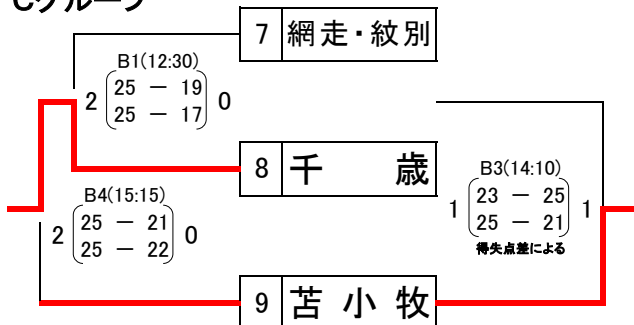 Cグループ
7 網走・紋別
B1(12:30)
2 25 － 19 0
25 － 17
8 千 歳
B3(14:10)
1 23 － 25 1
25 － 21
得失点差による
B4(15:15)
2 25 － 21 0
25 － 22
9 苫 小 牧